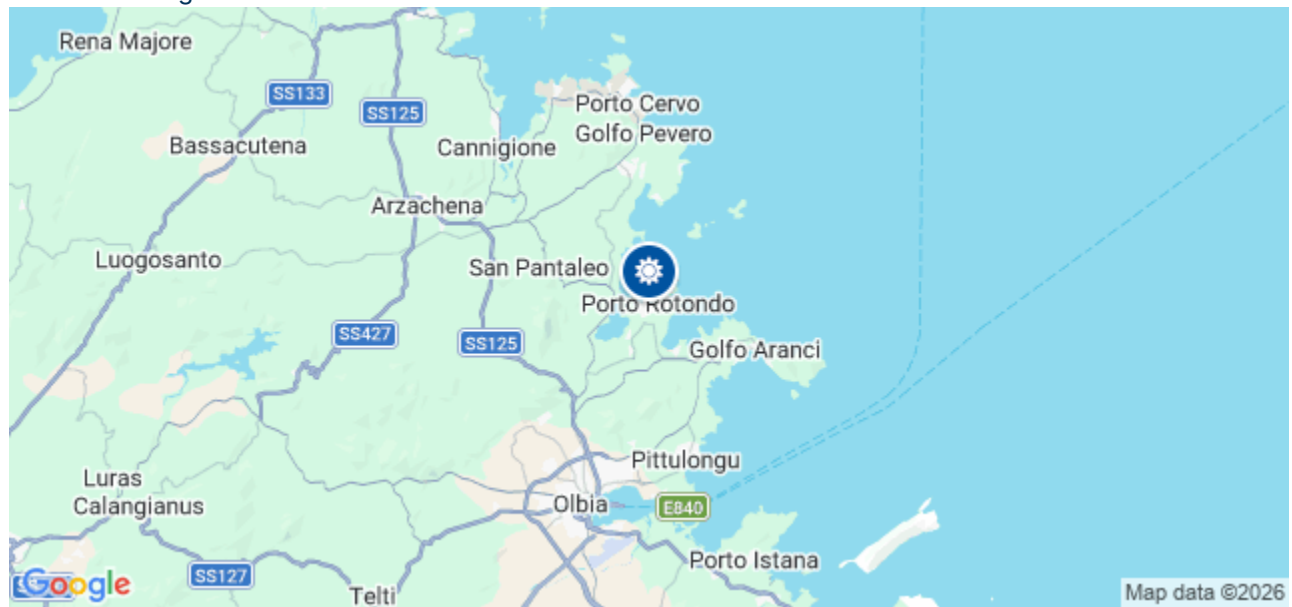 Rena Majore
SS133
SS125
Porto Cervo
Golfo Pevero
Bassacutena
Cannigione
Arzachena
Luogosanto
San Pantaleo
Porto Rotondo
SS427
SS125
Golfo Aranci
Pittulongu
Luras
Calangianus
Olbia
E840
Porto Istana
SS127
Telti
Google
Map data ©2026